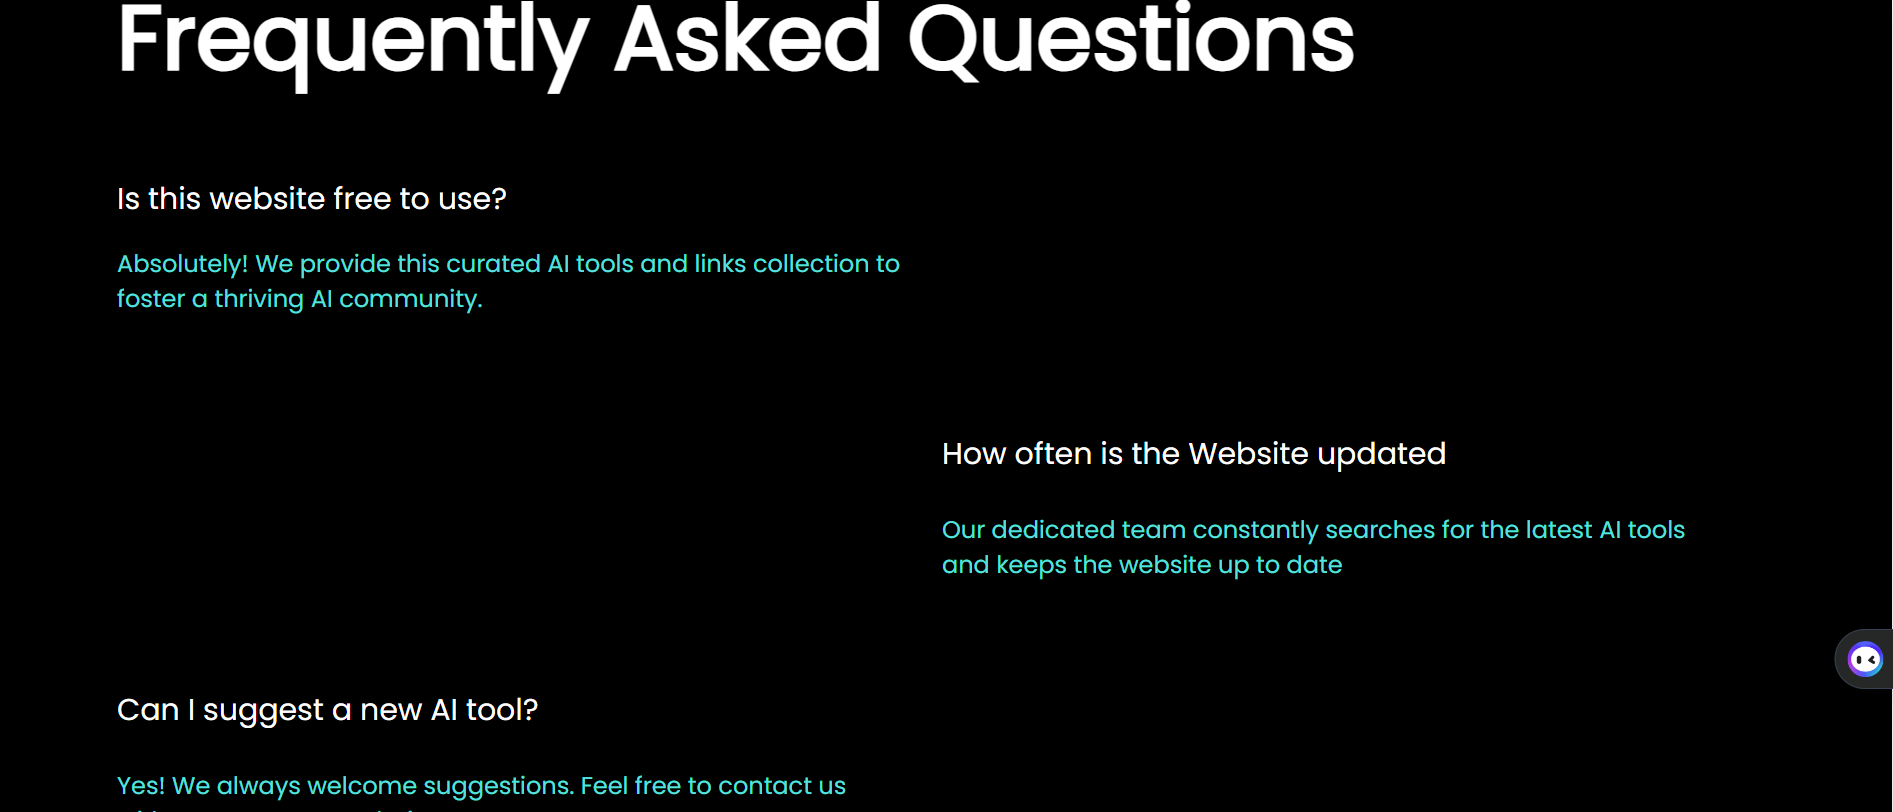 Frequently Asked Questions
Is this website free to use?
Absolutely! We provide this curated AI tools and links collection to
foster a thriving AI community.
How often is the Website updated
Our dedicated team constantly searches for the latest AI tools
and keeps the website up to date
Can I suggest a new AI tool?
Yes! We always welcome suggestions. Feel free to contact us